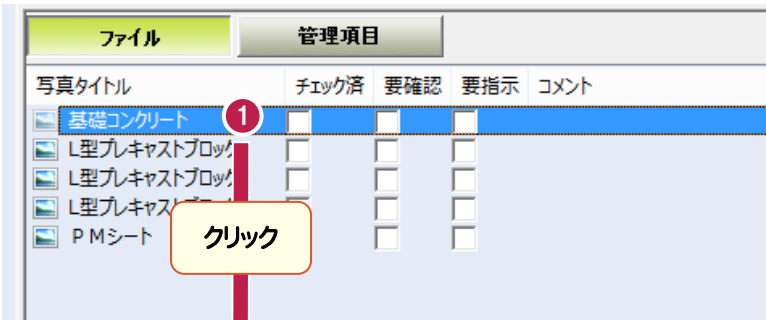 ファイル 管理項目
写真タイトル チェック済 要確認 要指示 コメント
基礎コンクリート 1
L型プレキャストブロック
L型プレキャストブロック
L型プレキャス
PMシート
クリック